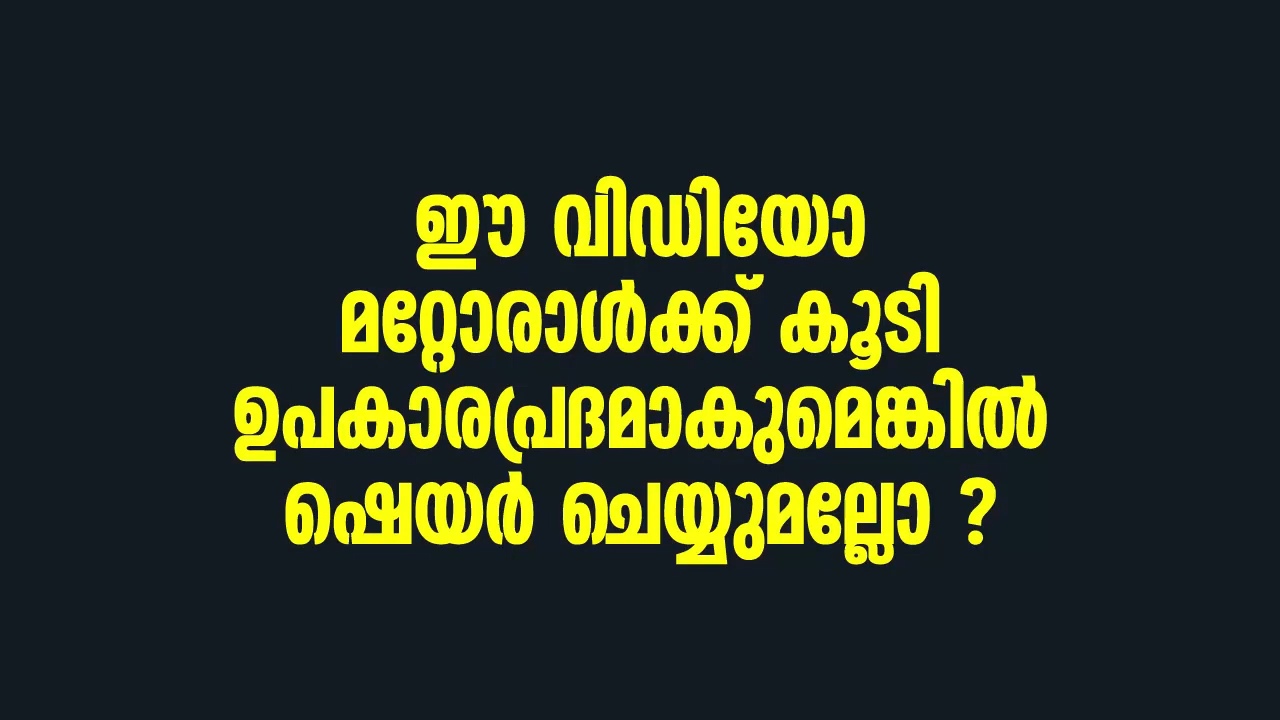 ഈ വിഡിയോ
മറ്റോരാൾക്ക് കൂടി
ഉപകാരപ്രദമാകുമെങ്കിൽ
ഷെയർ ചെയ്യുമല്ലോ ?